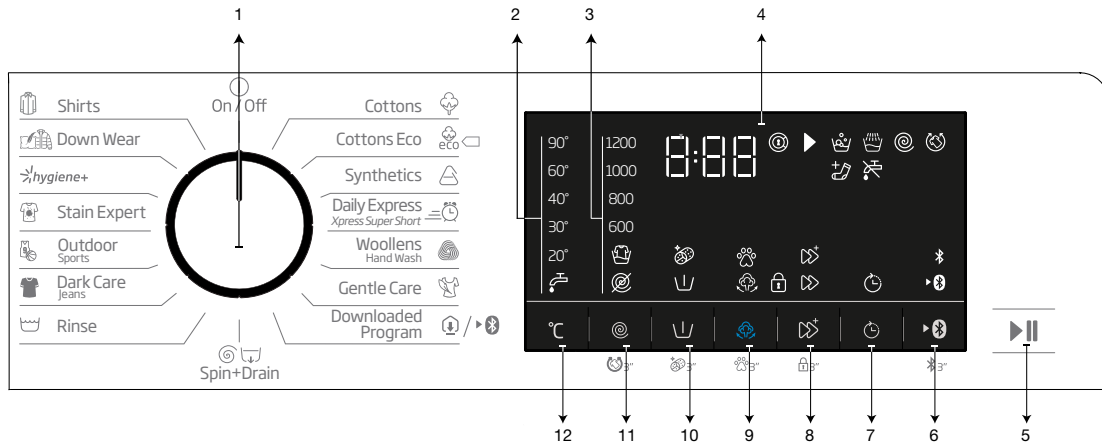 1
2
3
4
On / Off
Shirts
Down Wear
hygiene+
Stain Expert
Outdoor
Sports
Dark Care
Jeans
Rinse
Spin+Drain
Cottons
Cottons Eco
eco
Synthetics
Daily Express
Xpress Super Short
Woollens
Hand Wash
Gentle Care
Downloaded
Program
/
90°
60°
40°
30°
20°
1200
1000
800
600
8:88
°C
3"
3"
3"
3"
3"
12
11
10
9
8
7
6
5